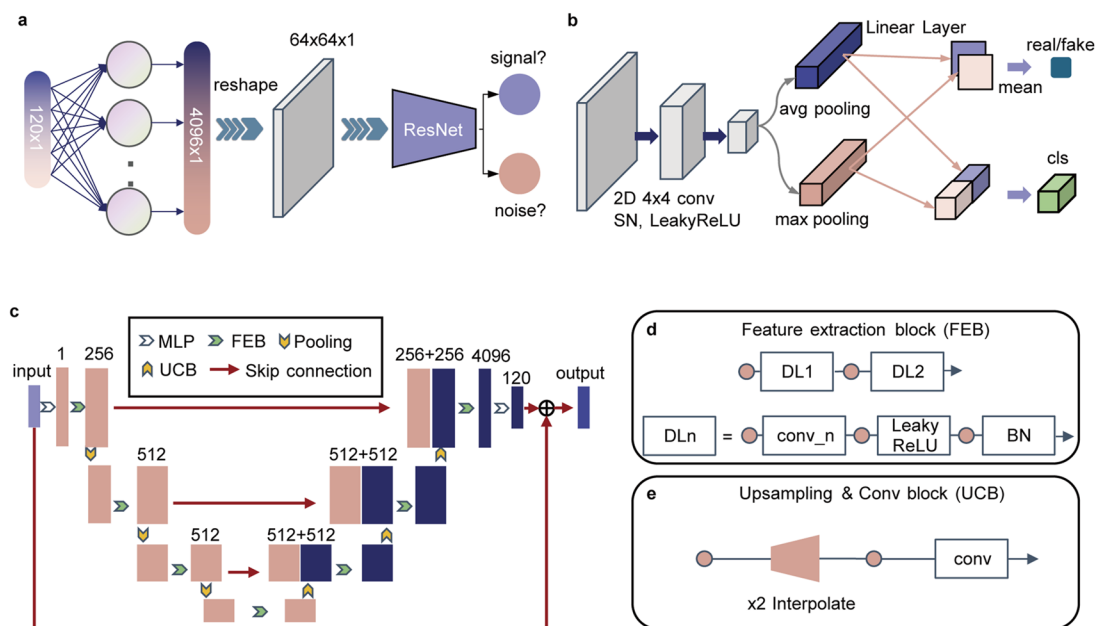 a
120x1
4096x1
reshape
64x64x1
ResNet
signal?
noise?
b
2D 4x4 conv
SN, LeakyReLU
avg pooling
max pooling
Linear Layer
mean
real/fake
cls
c
MLP
FEB
Pooling
UCB
Skip connection
input
1
256
256+256
4096
120
output
512
512+512
512
512+512
d
Feature extraction block (FEB)
DL1
DL2
DLn
=
conv_n
Leaky
ReLU
BN
e
Upsampling & Conv block (UCB)
conv
x2 Interpolate